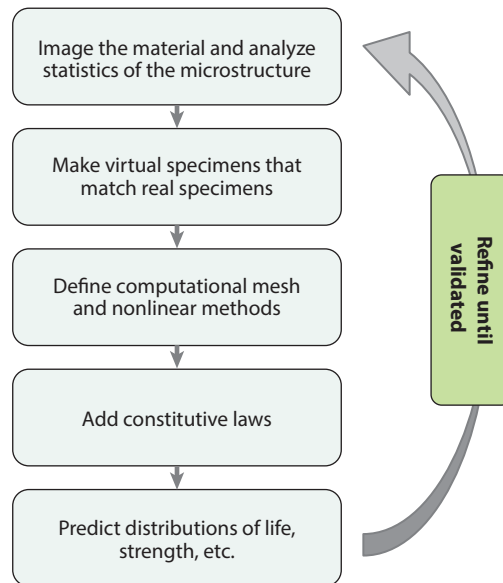 Image the material and analyze
statistics of the microstructure
Make virtual specimens that
match real specimens
Define computational mesh
and nonlinear methods
Add constitutive laws
Predict distributions of life,
strength, etc.
Refine until
validated